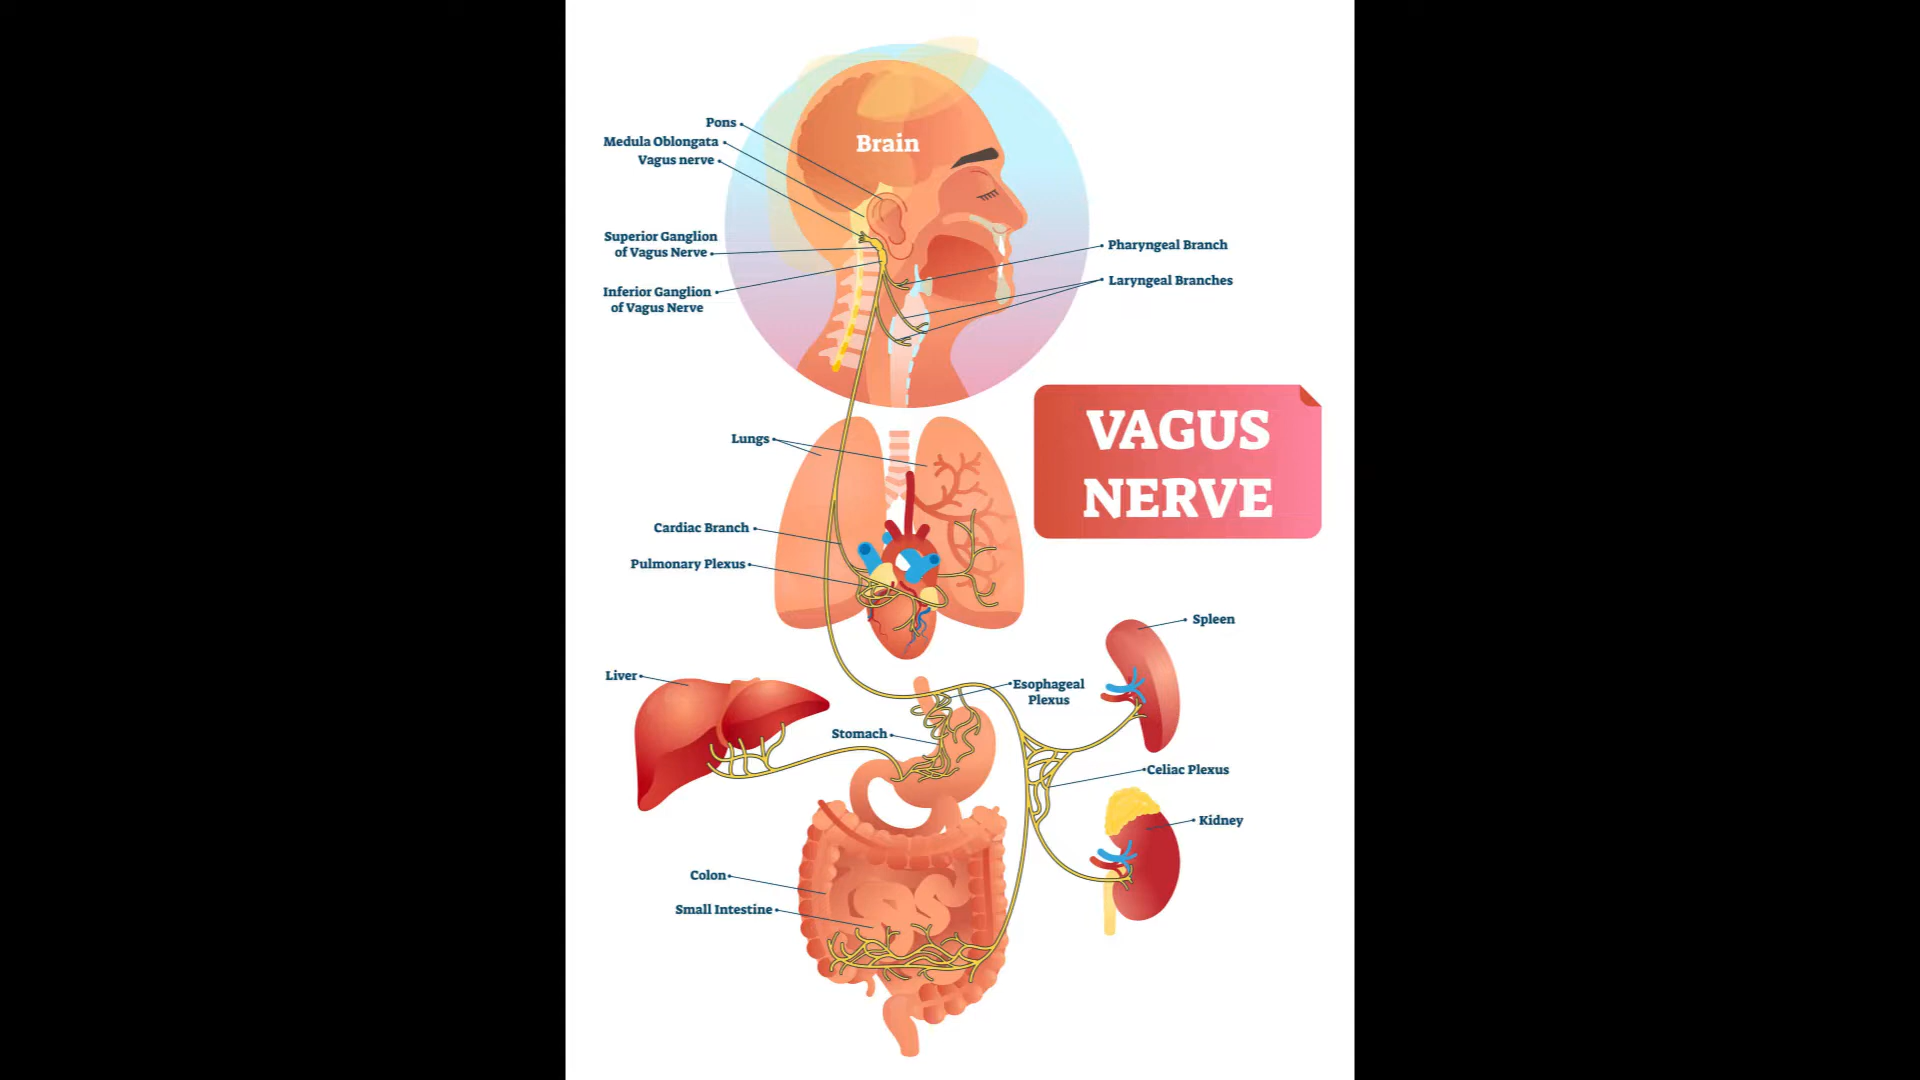 Brain
Pons
Medula Oblongata
Vagus nerve
Superior Ganglion
of Vagus Nerve
Inferior Ganglion
of Vagus Nerve
Pharyngeal Branch
Laryngeal Branches
VAGUS
NERVE
Lungs
Cardiac Branch
Pulmonary Plexus
Spleen
Liver
Esophageal
Plexus
Stomach
Celiac Plexus
Kidney
Colon
Small Intestine